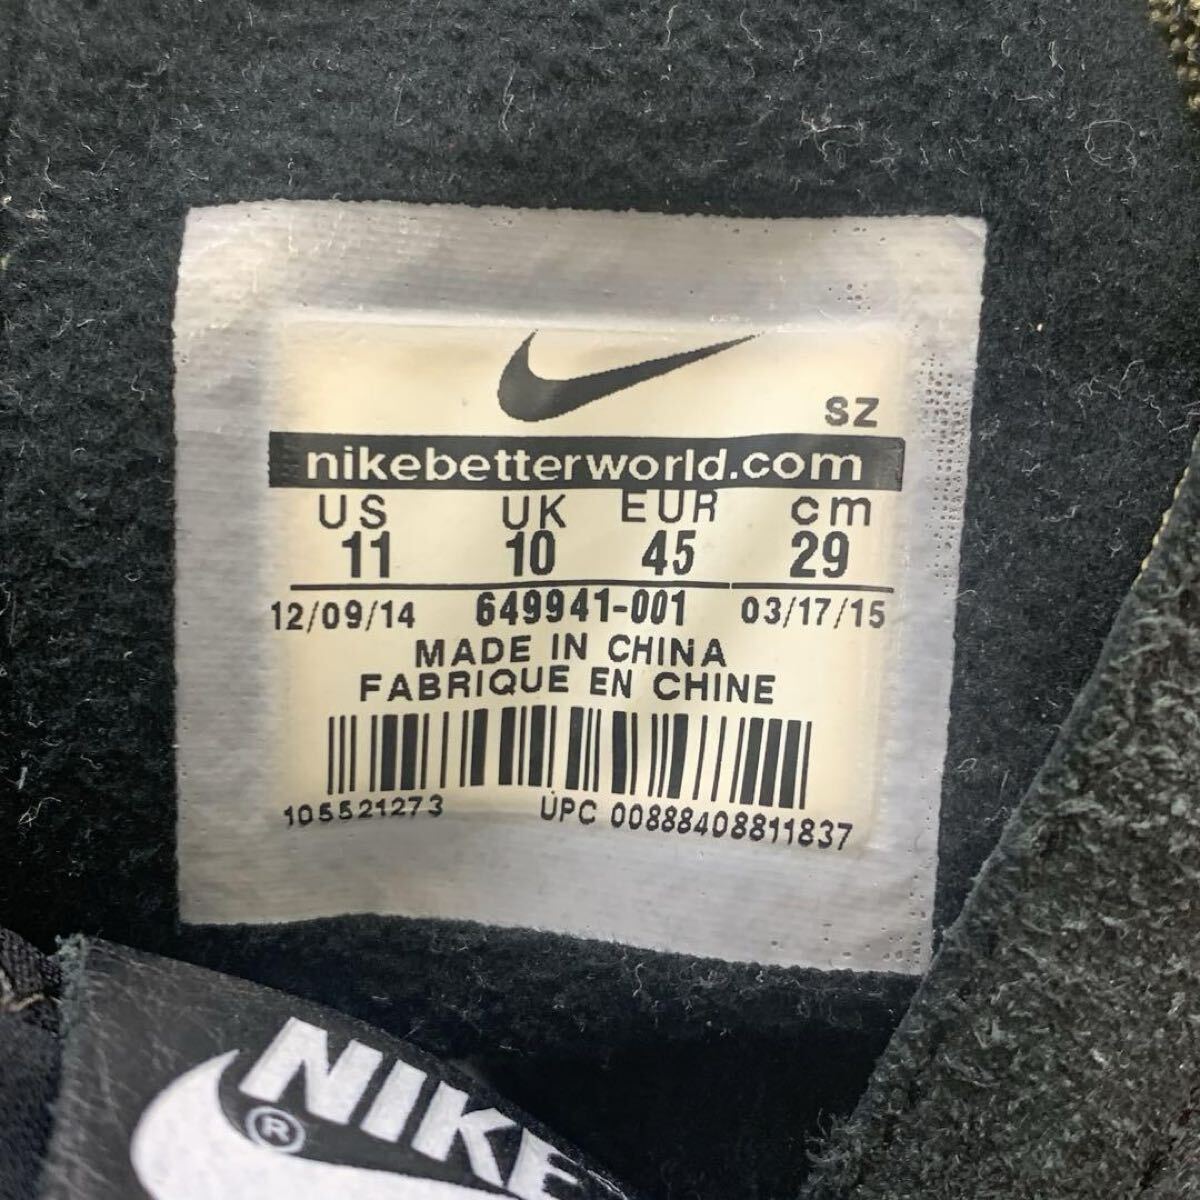 SZ
nikebetterworld.com
US UK EUR cm
11 10 45 29
12/09/14 649941-001 03/17/15
MADE IN CHINA
FABRIQUE EN CHINE
105521273 UPC 00888408811837
NIKE
®